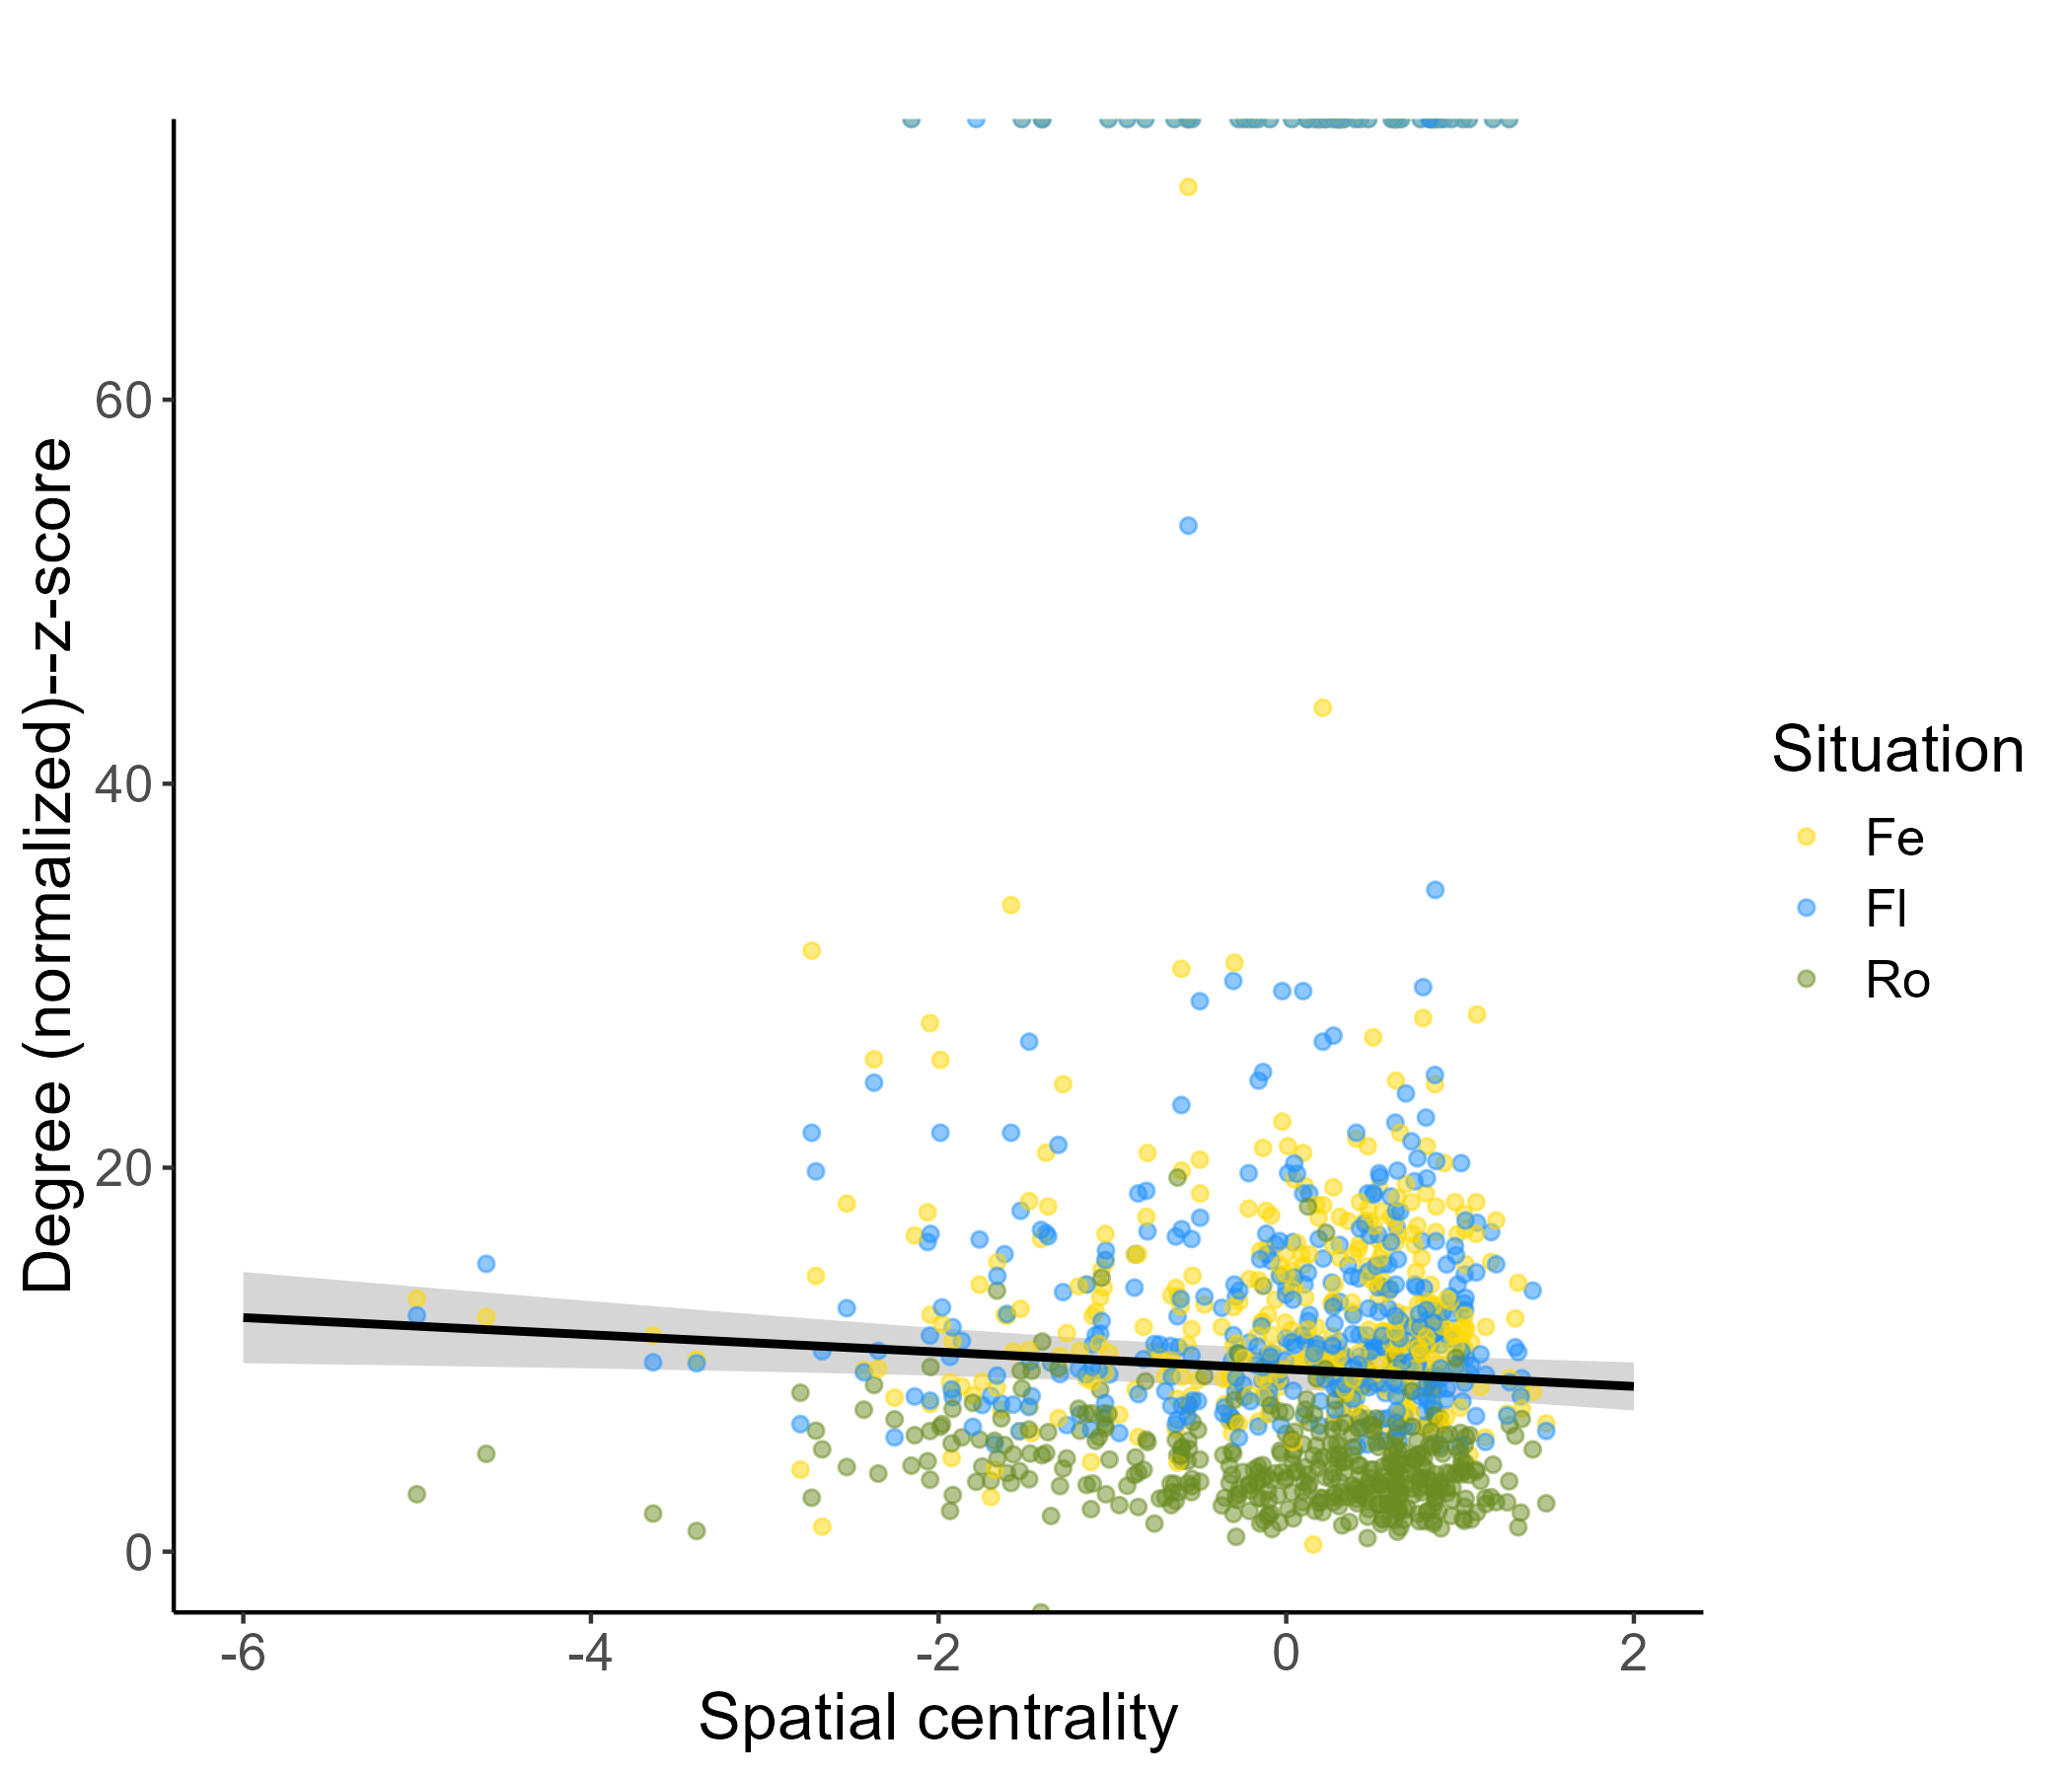 Degree (normalized)--z-score
60
40
20
0
-6
-4
-2
0
2
Spatial centrality
Situation
Fe
Fl
Ro